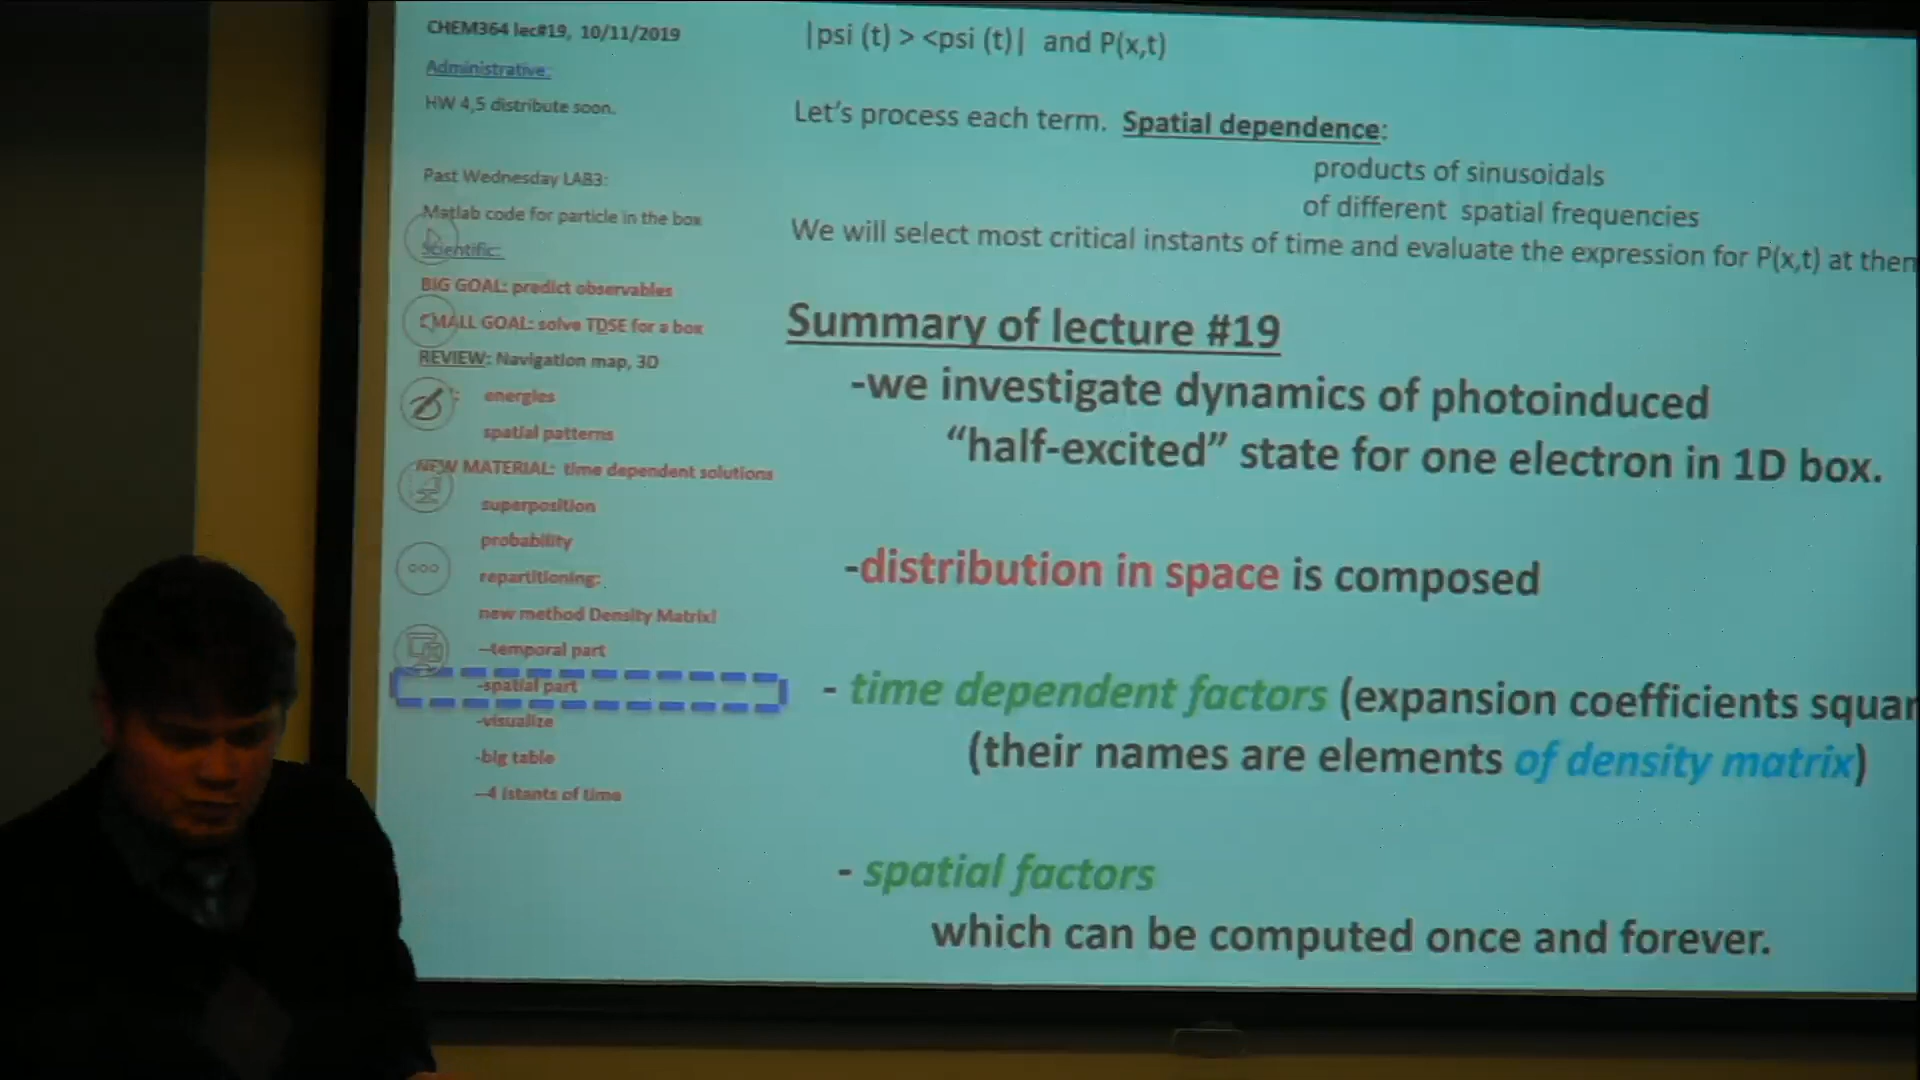 CHEM364 lec#19, 10/11/2019
Administrative:
HW 4,5 distribute soon.
Past Wednesday LAB3:
Matlab code for particle in the box
Scientific:
BIG GOAL: predict observables
SMALL GOAL: solve TDSE for a box
REVIEW: Navigation map, 3D
energies
spatial patterns
NEW MATERIAL: time dependent solutions
superposition
probability
repartitioning:
new method Density Matrix!
--temporal part
-spatial part
-visualize
-big table
--4 istants of time
|psi (t) > <psi (t)| and P(x,t)
Let's process each term. Spatial dependence:
products of sinusoidals
of different spatial frequencies
We will select most critical instants of time and evaluate the expression for P(x,t) at then
Summary of lecture #19
-we investigate dynamics of photoinduced
“half-excited” state for one electron in 1D box.
-distribution in space is composed
- time dependent factors (expansion coefficients squar
(their names are elements of density matrix)
- spatial factors
which can be computed once and forever.